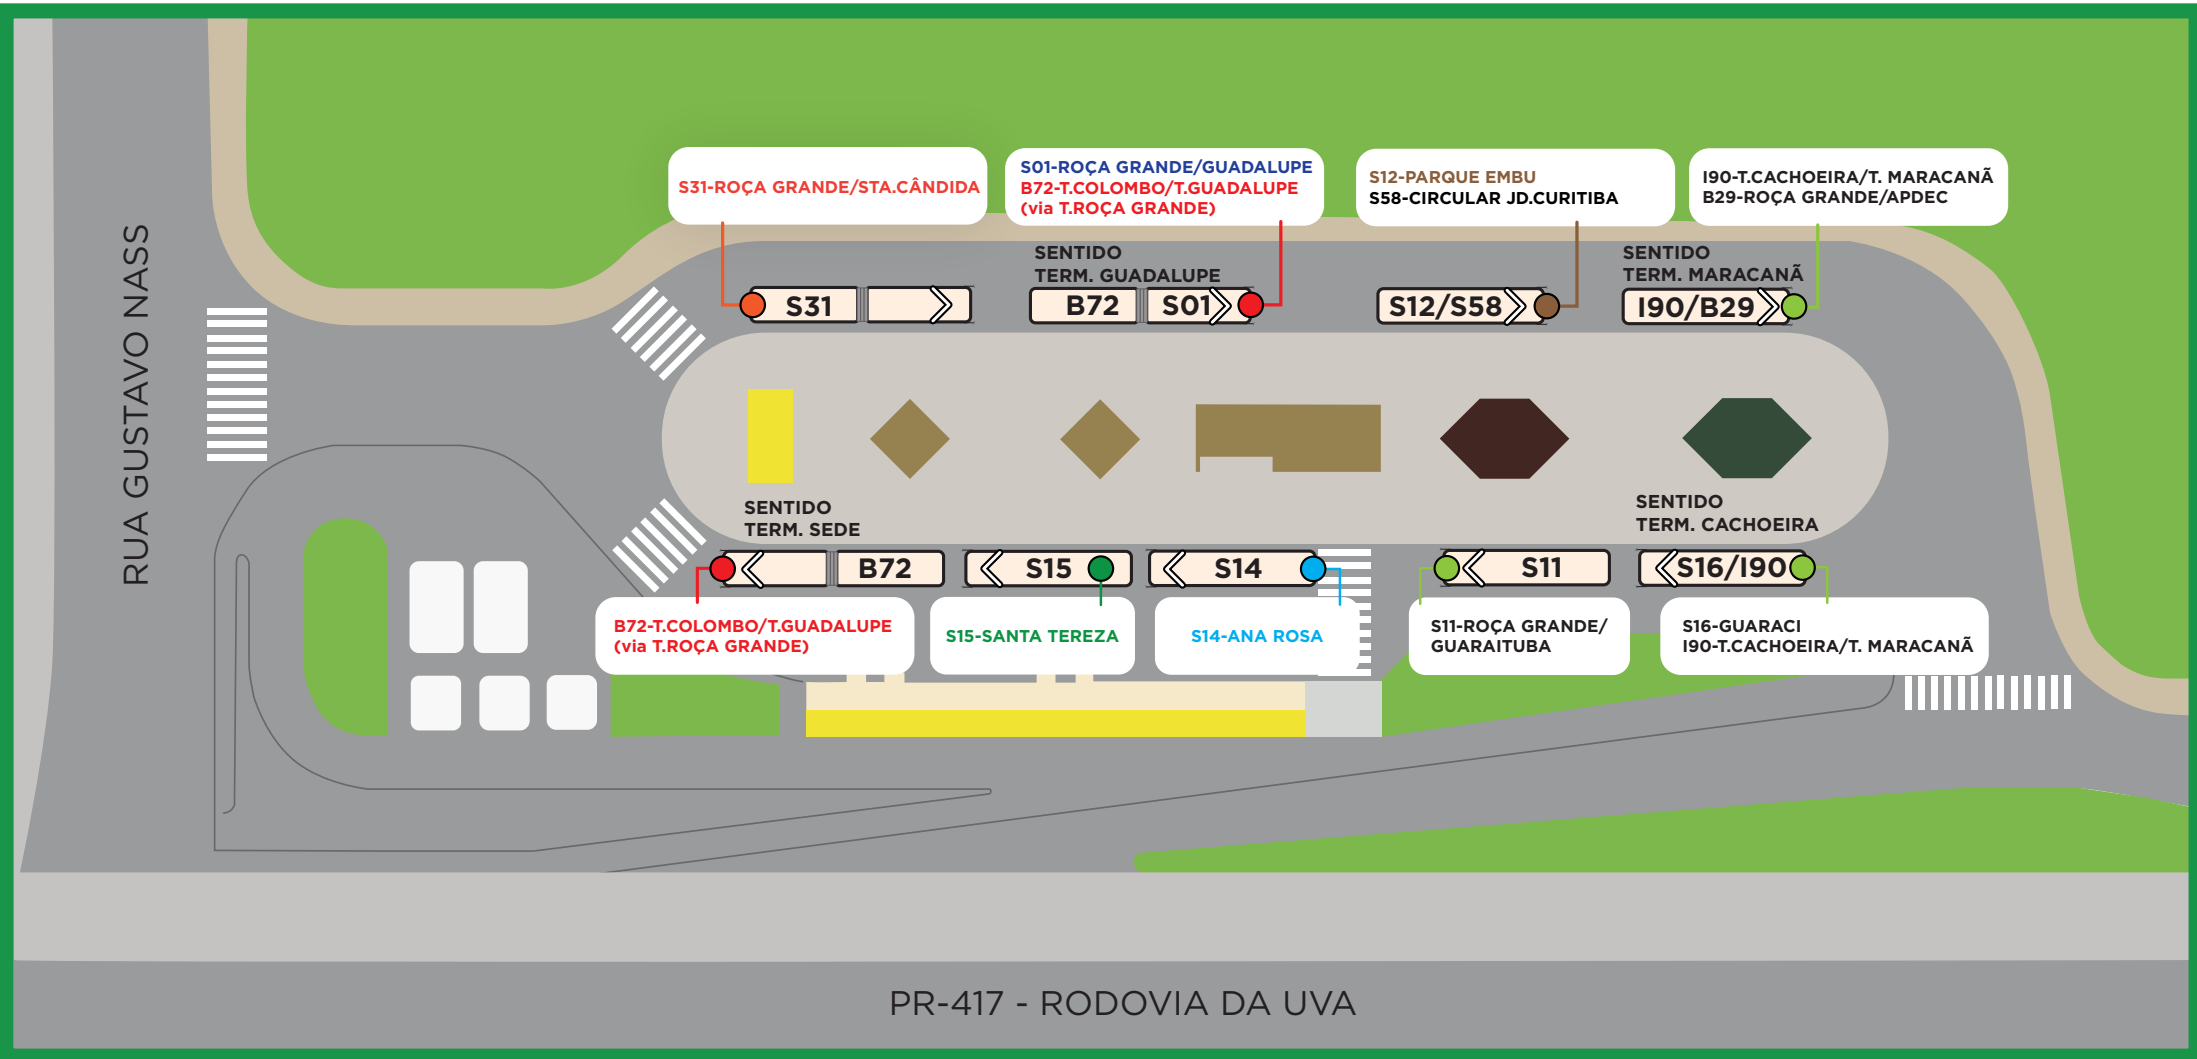 S31-ROÇA GRANDE/STA.CÂNDIDA
S01-ROÇA GRANDE/GUADALUPE
B72-T.COLOMBO/T.GUADALUPE
(via T.ROÇA GRANDE)
S12-PARQUE EMBU
S58-CIRCULAR JD.CURITIBA
I90-T.CACHOEIRA/T. MARACANÃ
B29-ROÇA GRANDE/APDEC
RUA GUSTAVO NASS
SENTIDO
TERM. GUADALUPE
SENTIDO
TERM. MARACANÃ
S31
B72
S01
S12/S58
I90/B29
SENTIDO
TERM. SEDE
SENTIDO
TERM. CACHOEIRA
B72
S15
S14
S11
S16/I90
B72-T.COLOMBO/T.GUADALUPE
(via T.ROÇA GRANDE)
S15-SANTA TEREZA
S14-ANA ROSA
S11-ROÇA GRANDE/
GUARAITUBA
S16-GUARACI
I90-T.CACHOEIRA/T. MARACANÃ
PR-417 - RODOVIA DA UVA